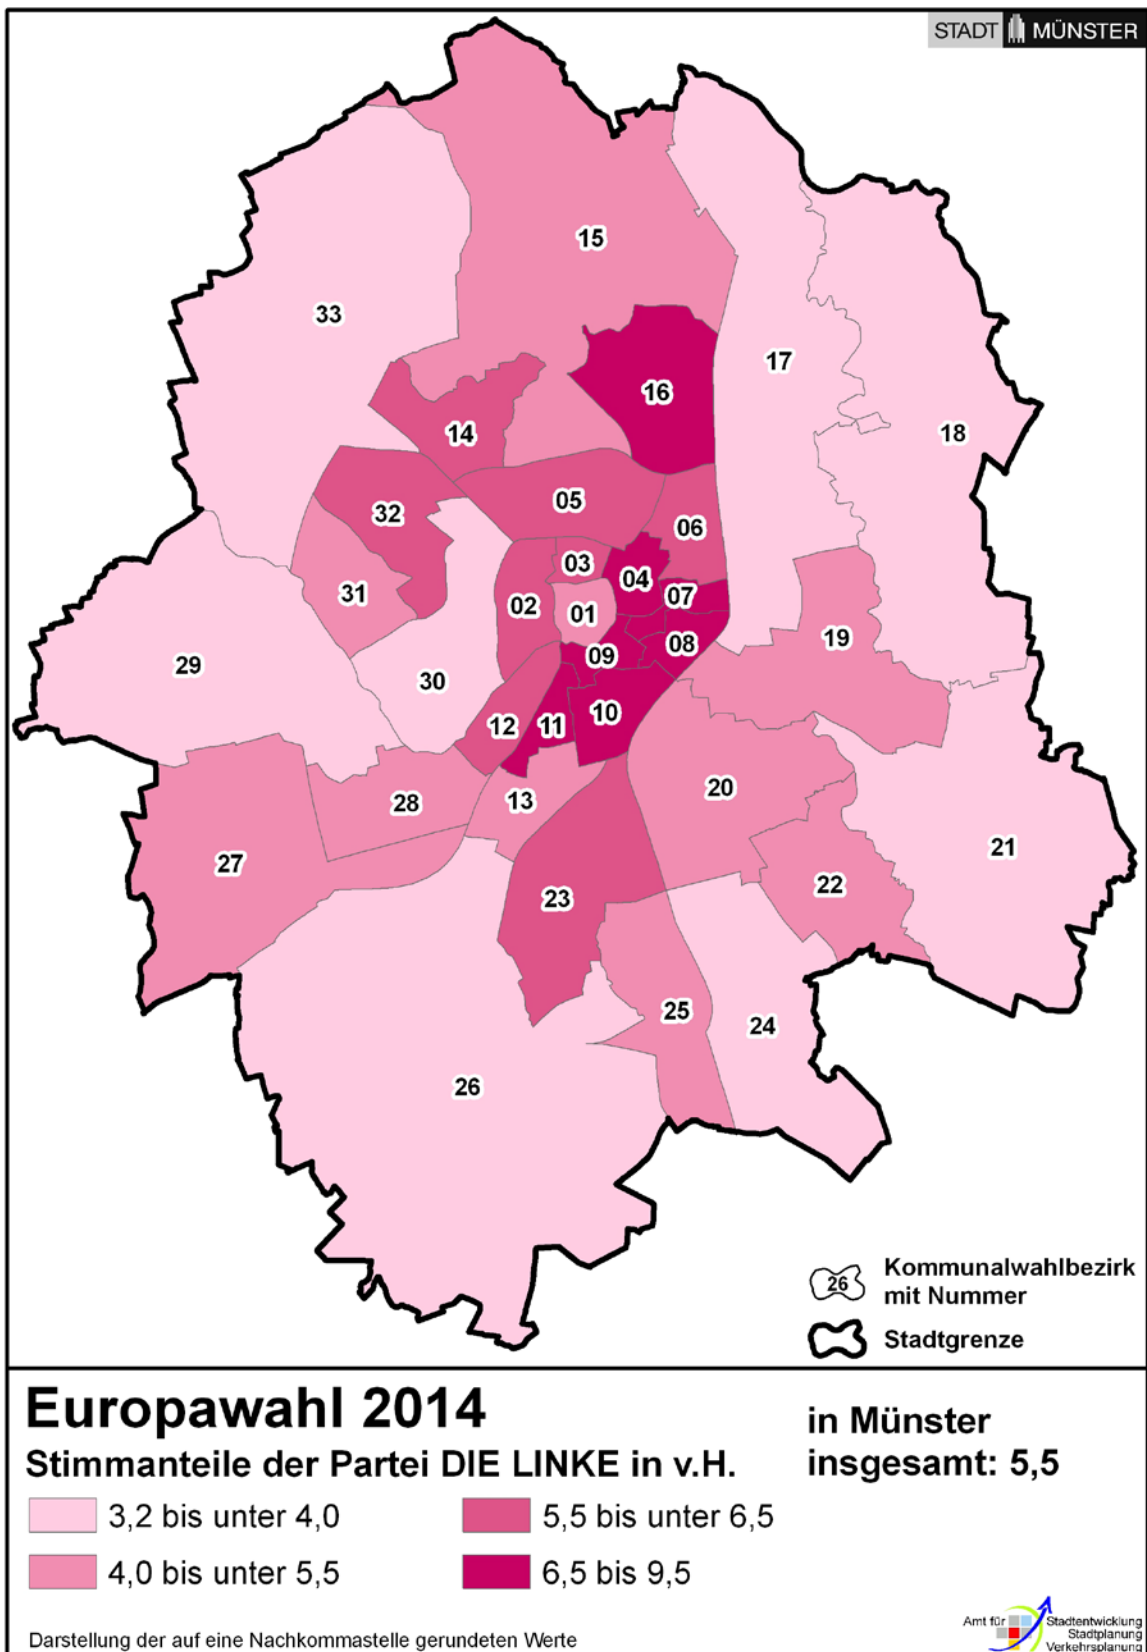 STADT MÜNSTER
15
33
17
16
18
14
05
32
06
03
04
07
31
02
01
19
08
09
29
30
10
12
11
20
28
13
21
27
22
23
25
24
26
26
Kommunalwahlbezirk
mit Nummer
Stadtgrenze
Europawahl 2014
in Münster
insgesamt: 5,5
Stimmanteile der Partei DIE LINKE in v.H.
3,2 bis unter 4,0
5,5 bis unter 6,5
4,0 bis unter 5,5
6,5 bis 9,5
Darstellung der auf eine Nachkommastelle gerundeten Werte
Amt für Stadtentwicklung
Stadtplanung
Verkehrsplanung